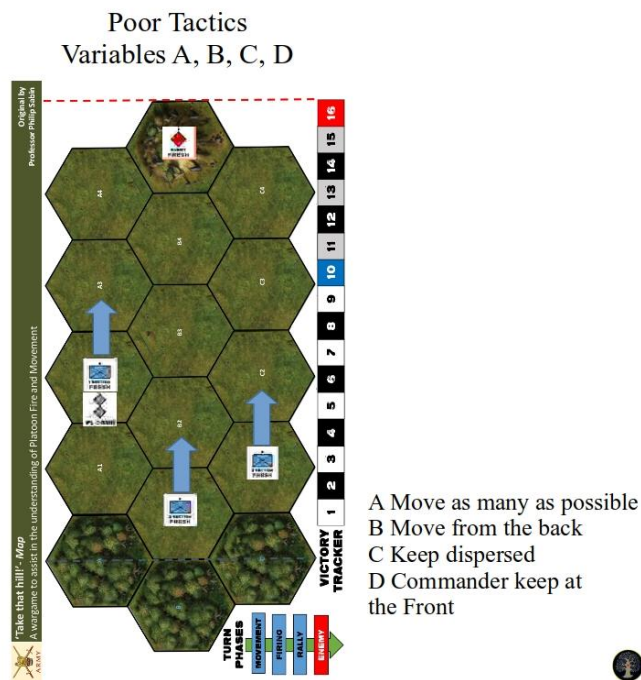 Poor Tactics
Variables A, B, C, D
'Take that hill!' - Map
A wargame to assist in the understanding of Platoon Fire and Movement
Original by
Professor Philip Sabin
ARMY
FRESH
A4
C4
B4
A3
C3
B3
FRESH
C2
B2
A1
FRESH
FRESH
VICTORY
TRACKER
1
2
3
4
5
6
7
8
9
10
11
12
13
14
15
16
TURN
PHASES
MOVEMENT
FIRING
RALLY
ENEMY
A Move as many as possible
B Move from the back
C Keep dispersed
D Commander keep at
the Front